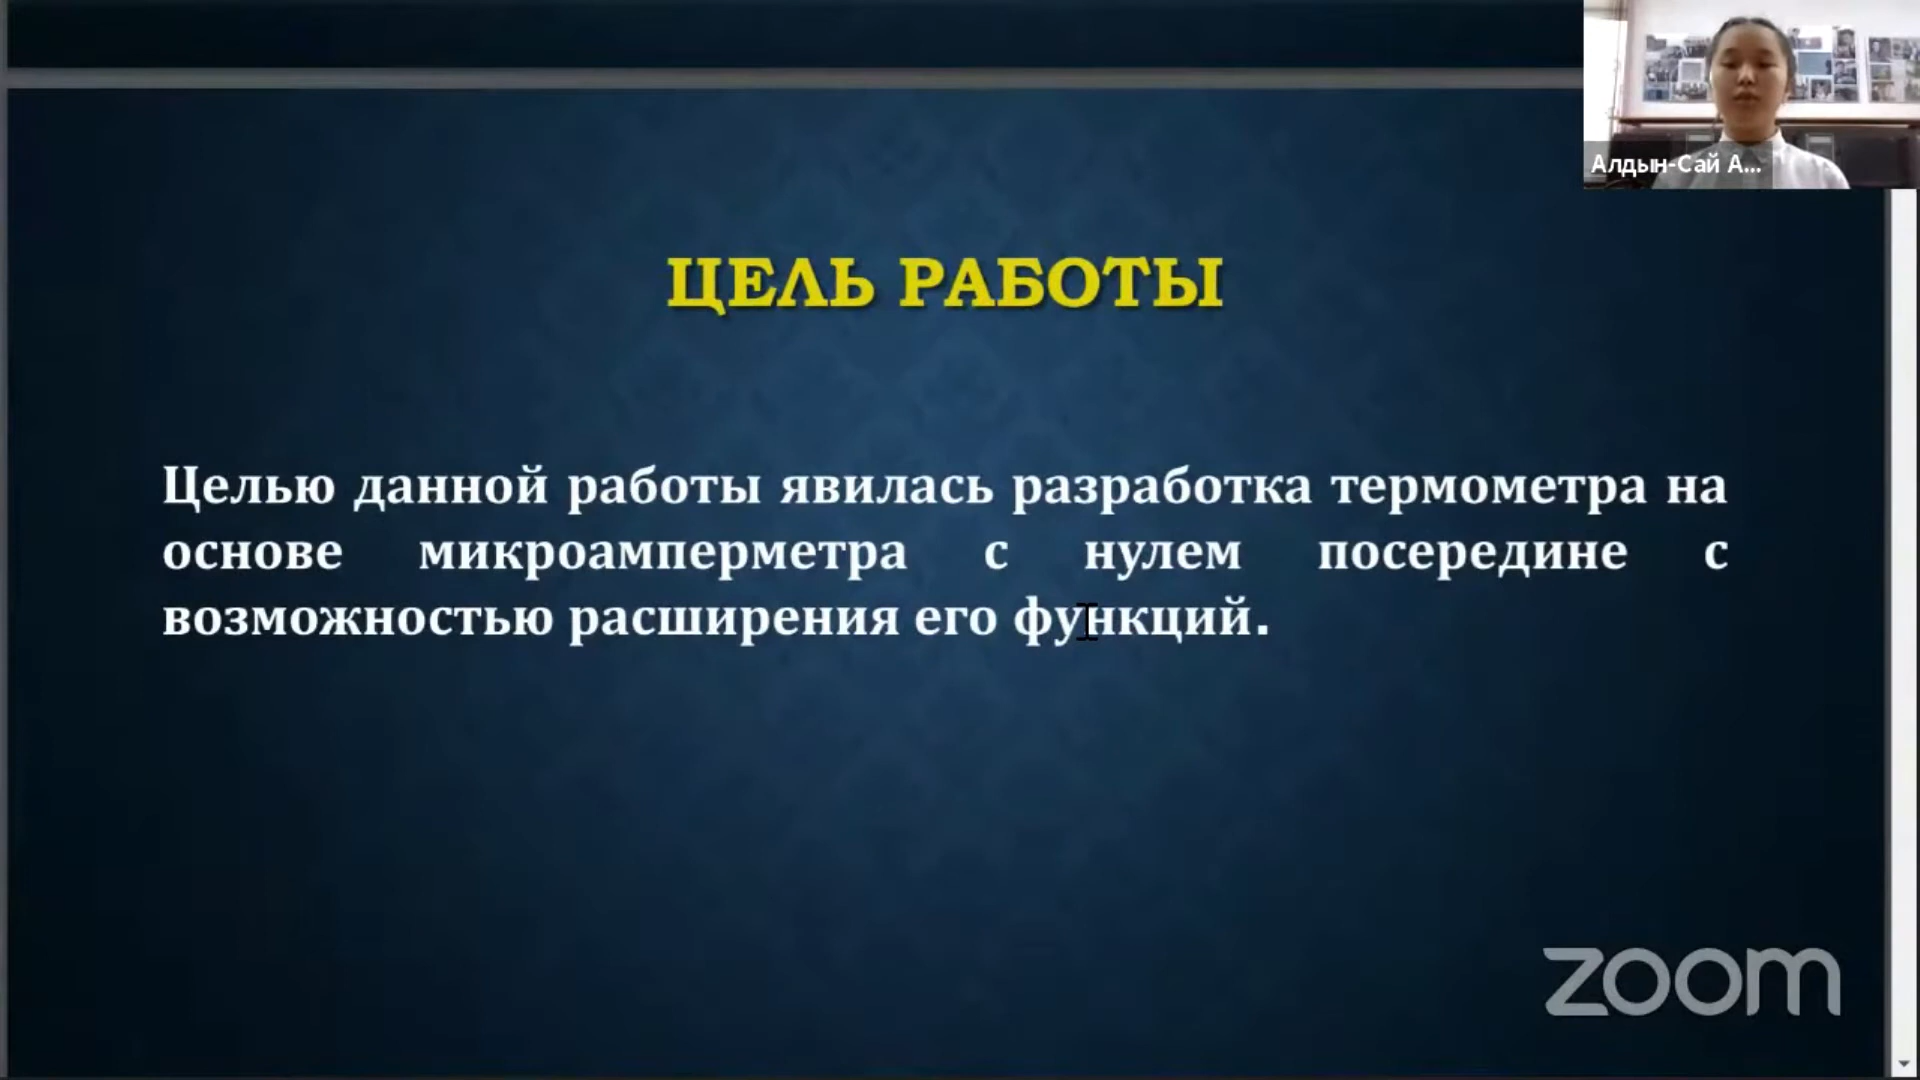 Алдын-Сай А...
ЦЕЛЬ РАБОТЫ
Целью данной работы явилась разработка термометра на
основе микроамперметра с нулем посередине с
возможностью расширения его функций.
zoom